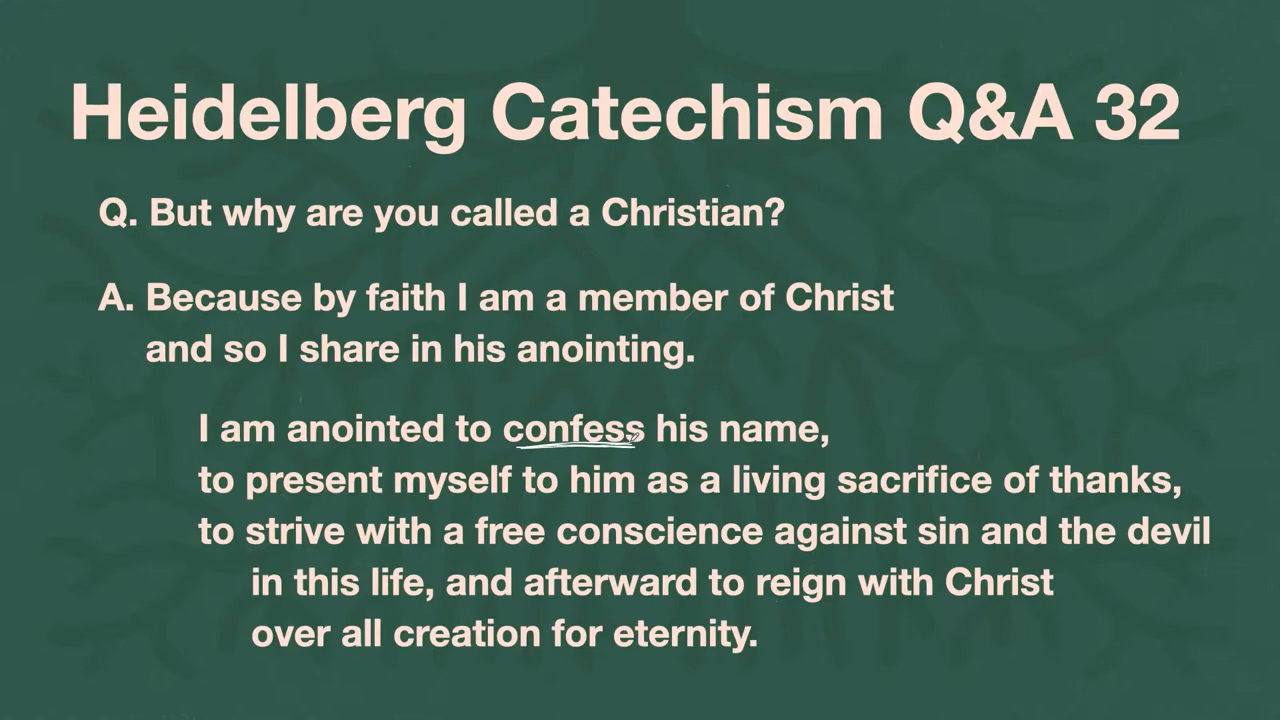 Heidelberg Catechism Q&A 32
Q. But why are you called a Christian?
A. Because by faith I am a member of Christ
and so I share in his anointing.
I am anointed to confess his name,
to present myself to him as a living sacrifice of thanks,
to strive with a free conscience against sin and the devil
in this life, and afterward to reign with Christ
over all creation for eternity.